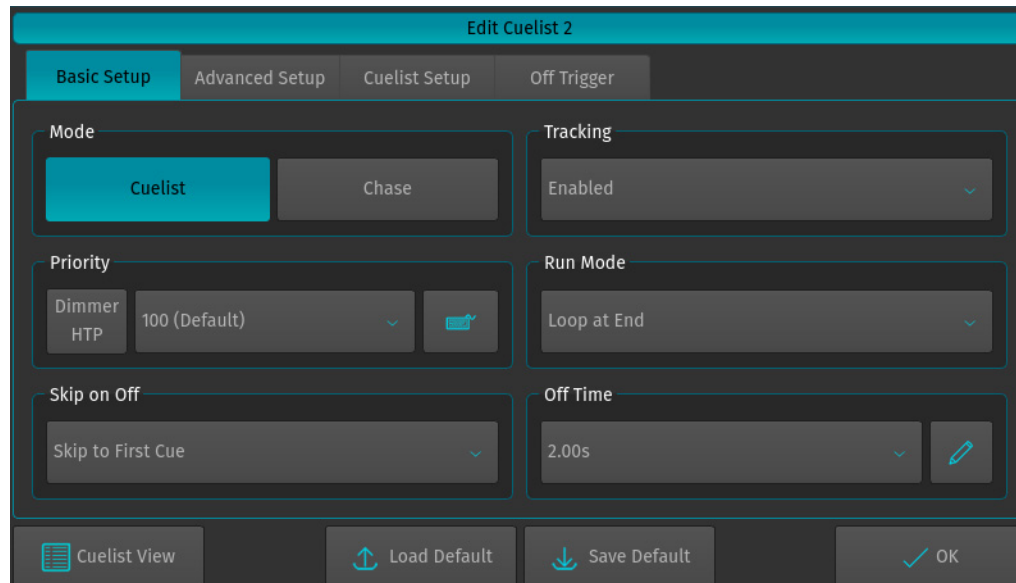 Edit Cuelist 2
Basic Setup
Advanced Setup
Cuelist Setup
Off Trigger
Mode
Cuelist
Chase
Tracking
Enabled
Priority
Dimmer
HTP
100 (Default)
Run Mode
Loop at End
Skip on Off
Skip to First Cue
Off Time
2.00s
Cuelist View
Load Default
Save Default
OK